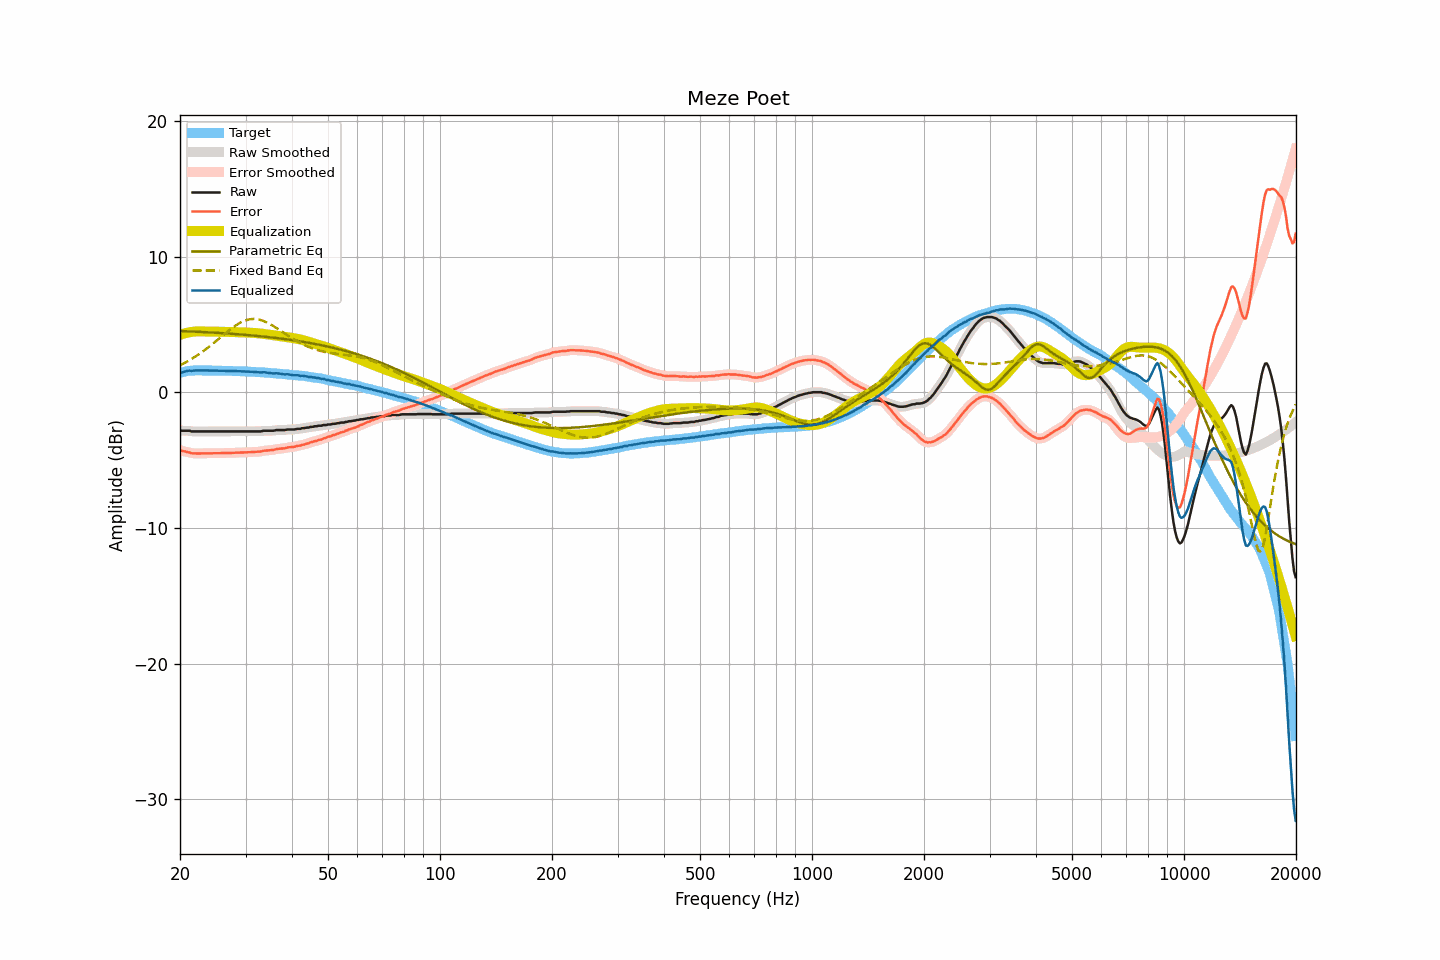 Meze Poet
20
10
0
−10
−20
−30
Amplitude (dBr)
Target
Raw Smoothed
Error Smoothed
Raw
Error
Equalization
Parametric Eq
Fixed Band Eq
Equalized
20 50 100 200 500 1000 2000 5000 10000 20000
Frequency (Hz)